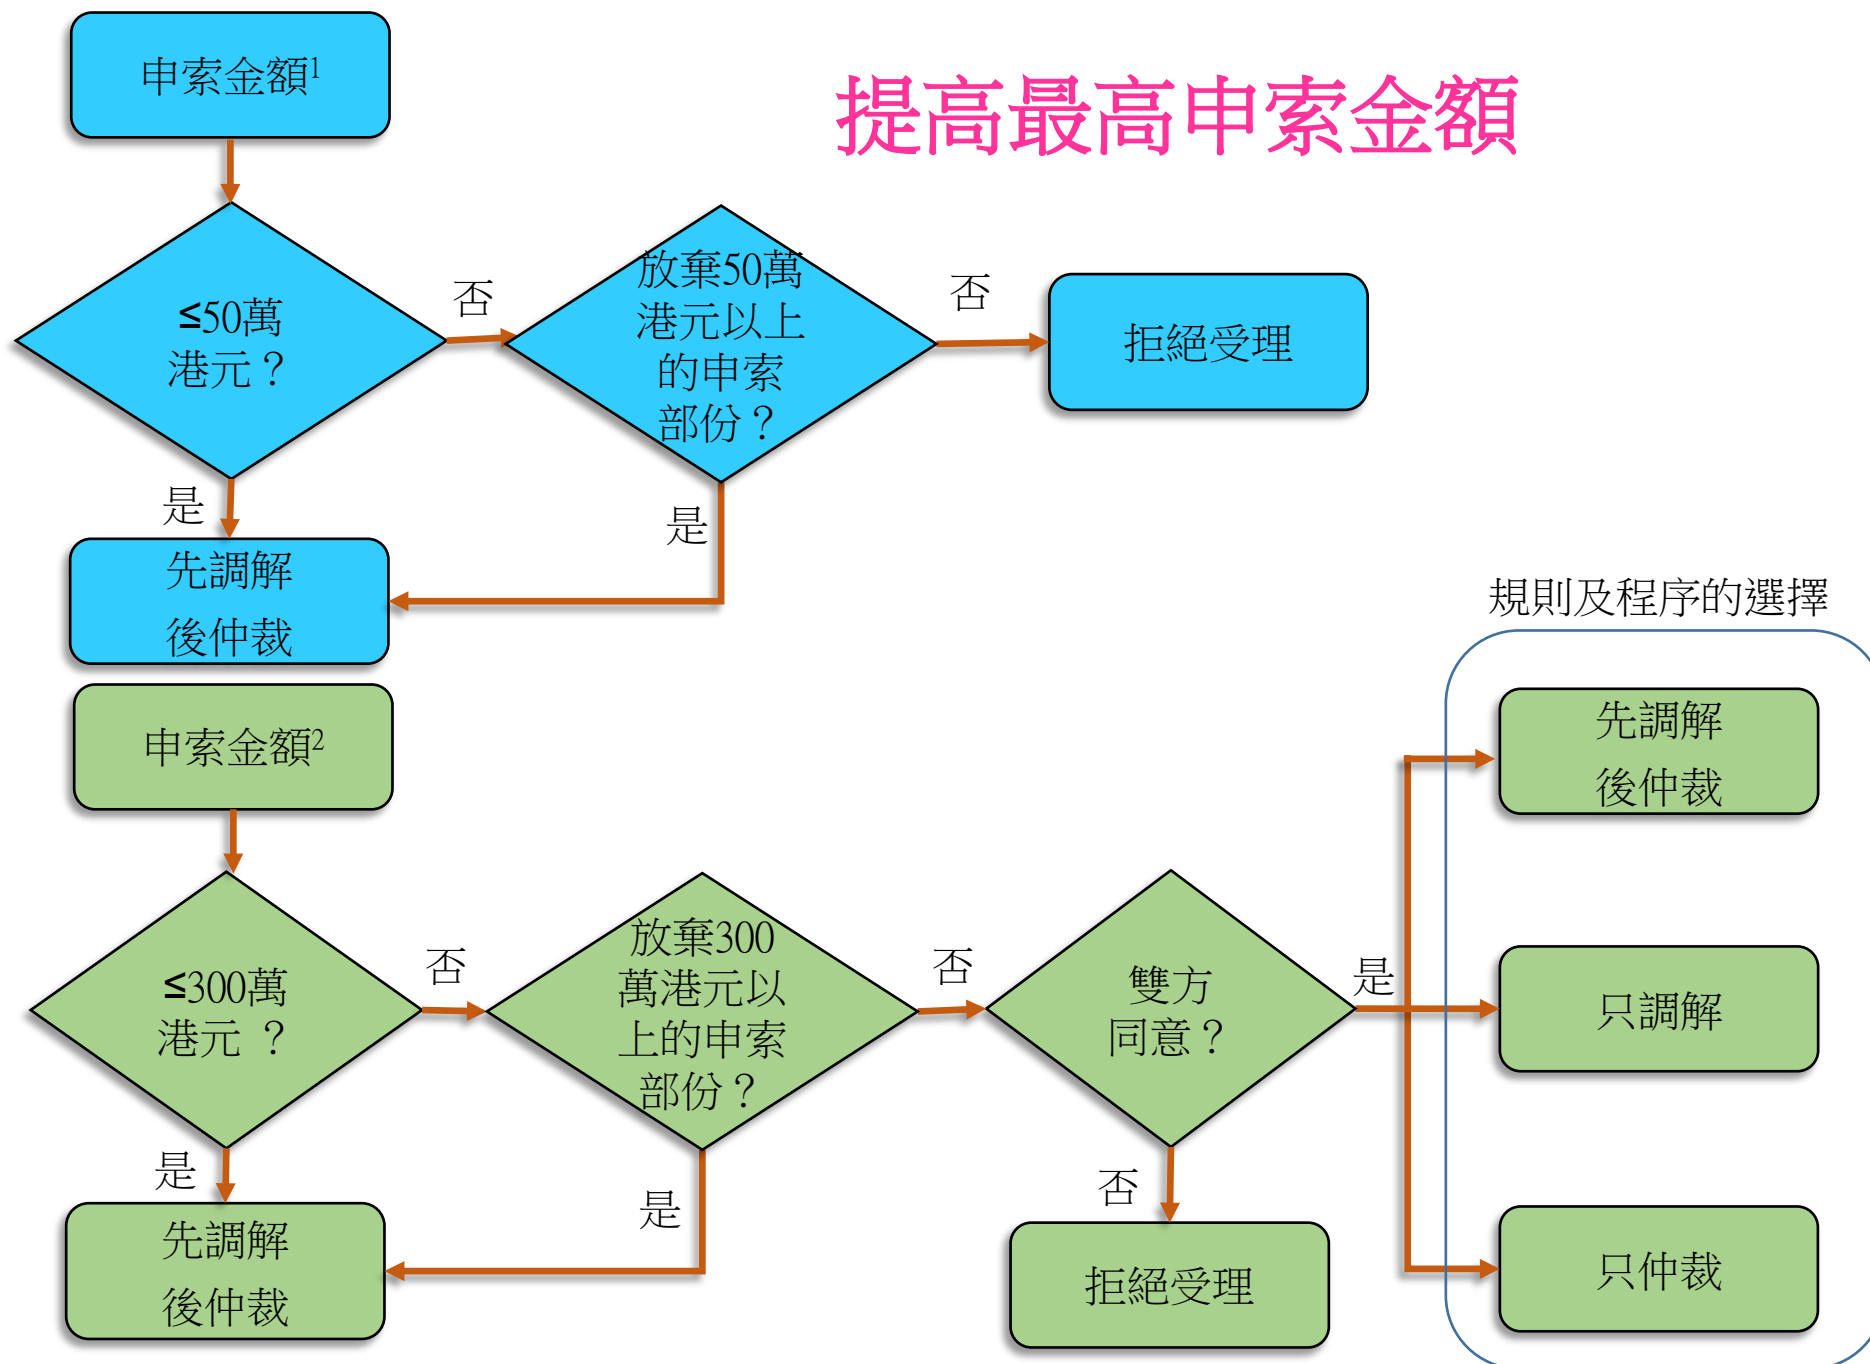 申索金額1
提高最高申索金額
≤50萬
港元？
否
放棄50萬
港元以上
的申索
部份？
否
拒絕受理
是
是
先調解
後仲裁
規則及程序的選擇
申索金額2
先調解
後仲裁
≤300萬
港元 ？
否
放棄300
萬港元以
上的申索
部份？
否
雙方
同意？
是
只調解
是
是
否
先調解
後仲裁
拒絕受理
只仲裁